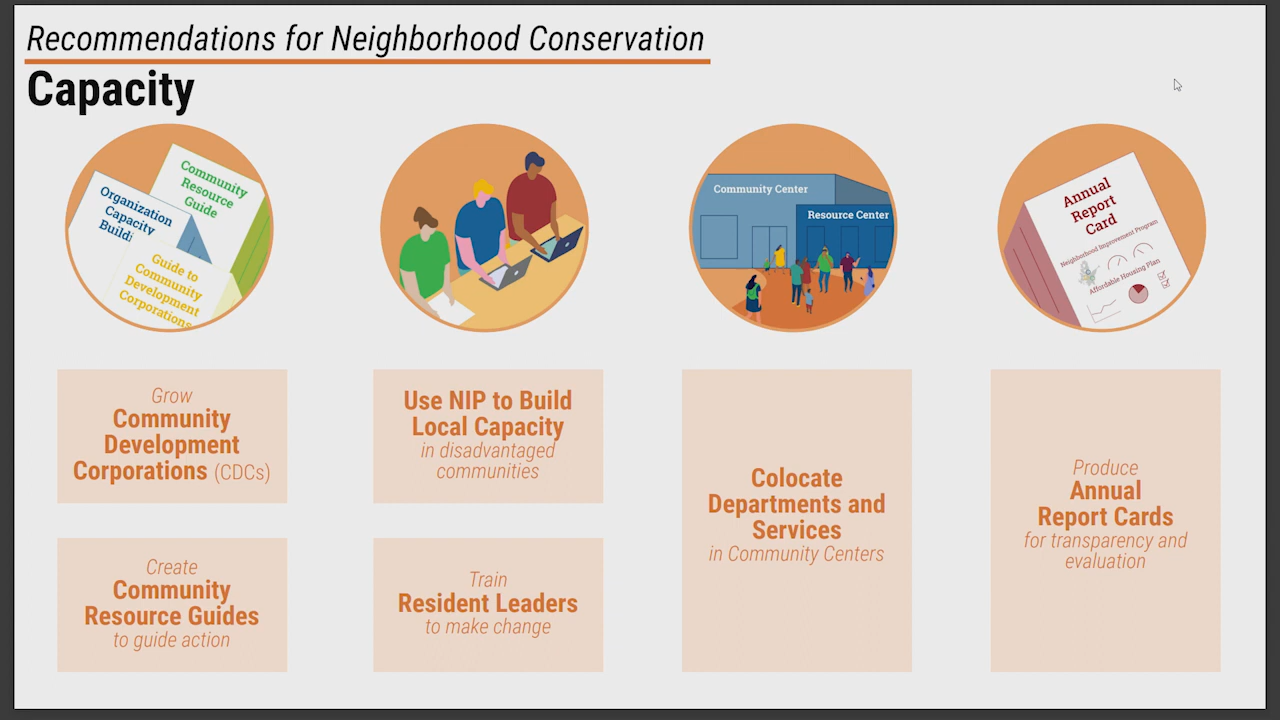 Recommendations for Neighborhood Conservation
Capacity
Community
Resource
Guide
Organization
Capacity
Buildi
Guide to
Community
Development
Corporations
Community Center
Resource Center
Annual
Report
Card
Neighborhood Improvement Program
Affordable Housing Plan
Grow
Community
Development
Corporations (CDCs)
Create
Community
Resource Guides
to guide action
Use NIP to Build
Local Capacity
in disadvantaged
communities
Train
Resident Leaders
to make change
Colocate
Departments and
Services
in Community Centers
Produce
Annual
Report Cards
for transparency and
evaluation